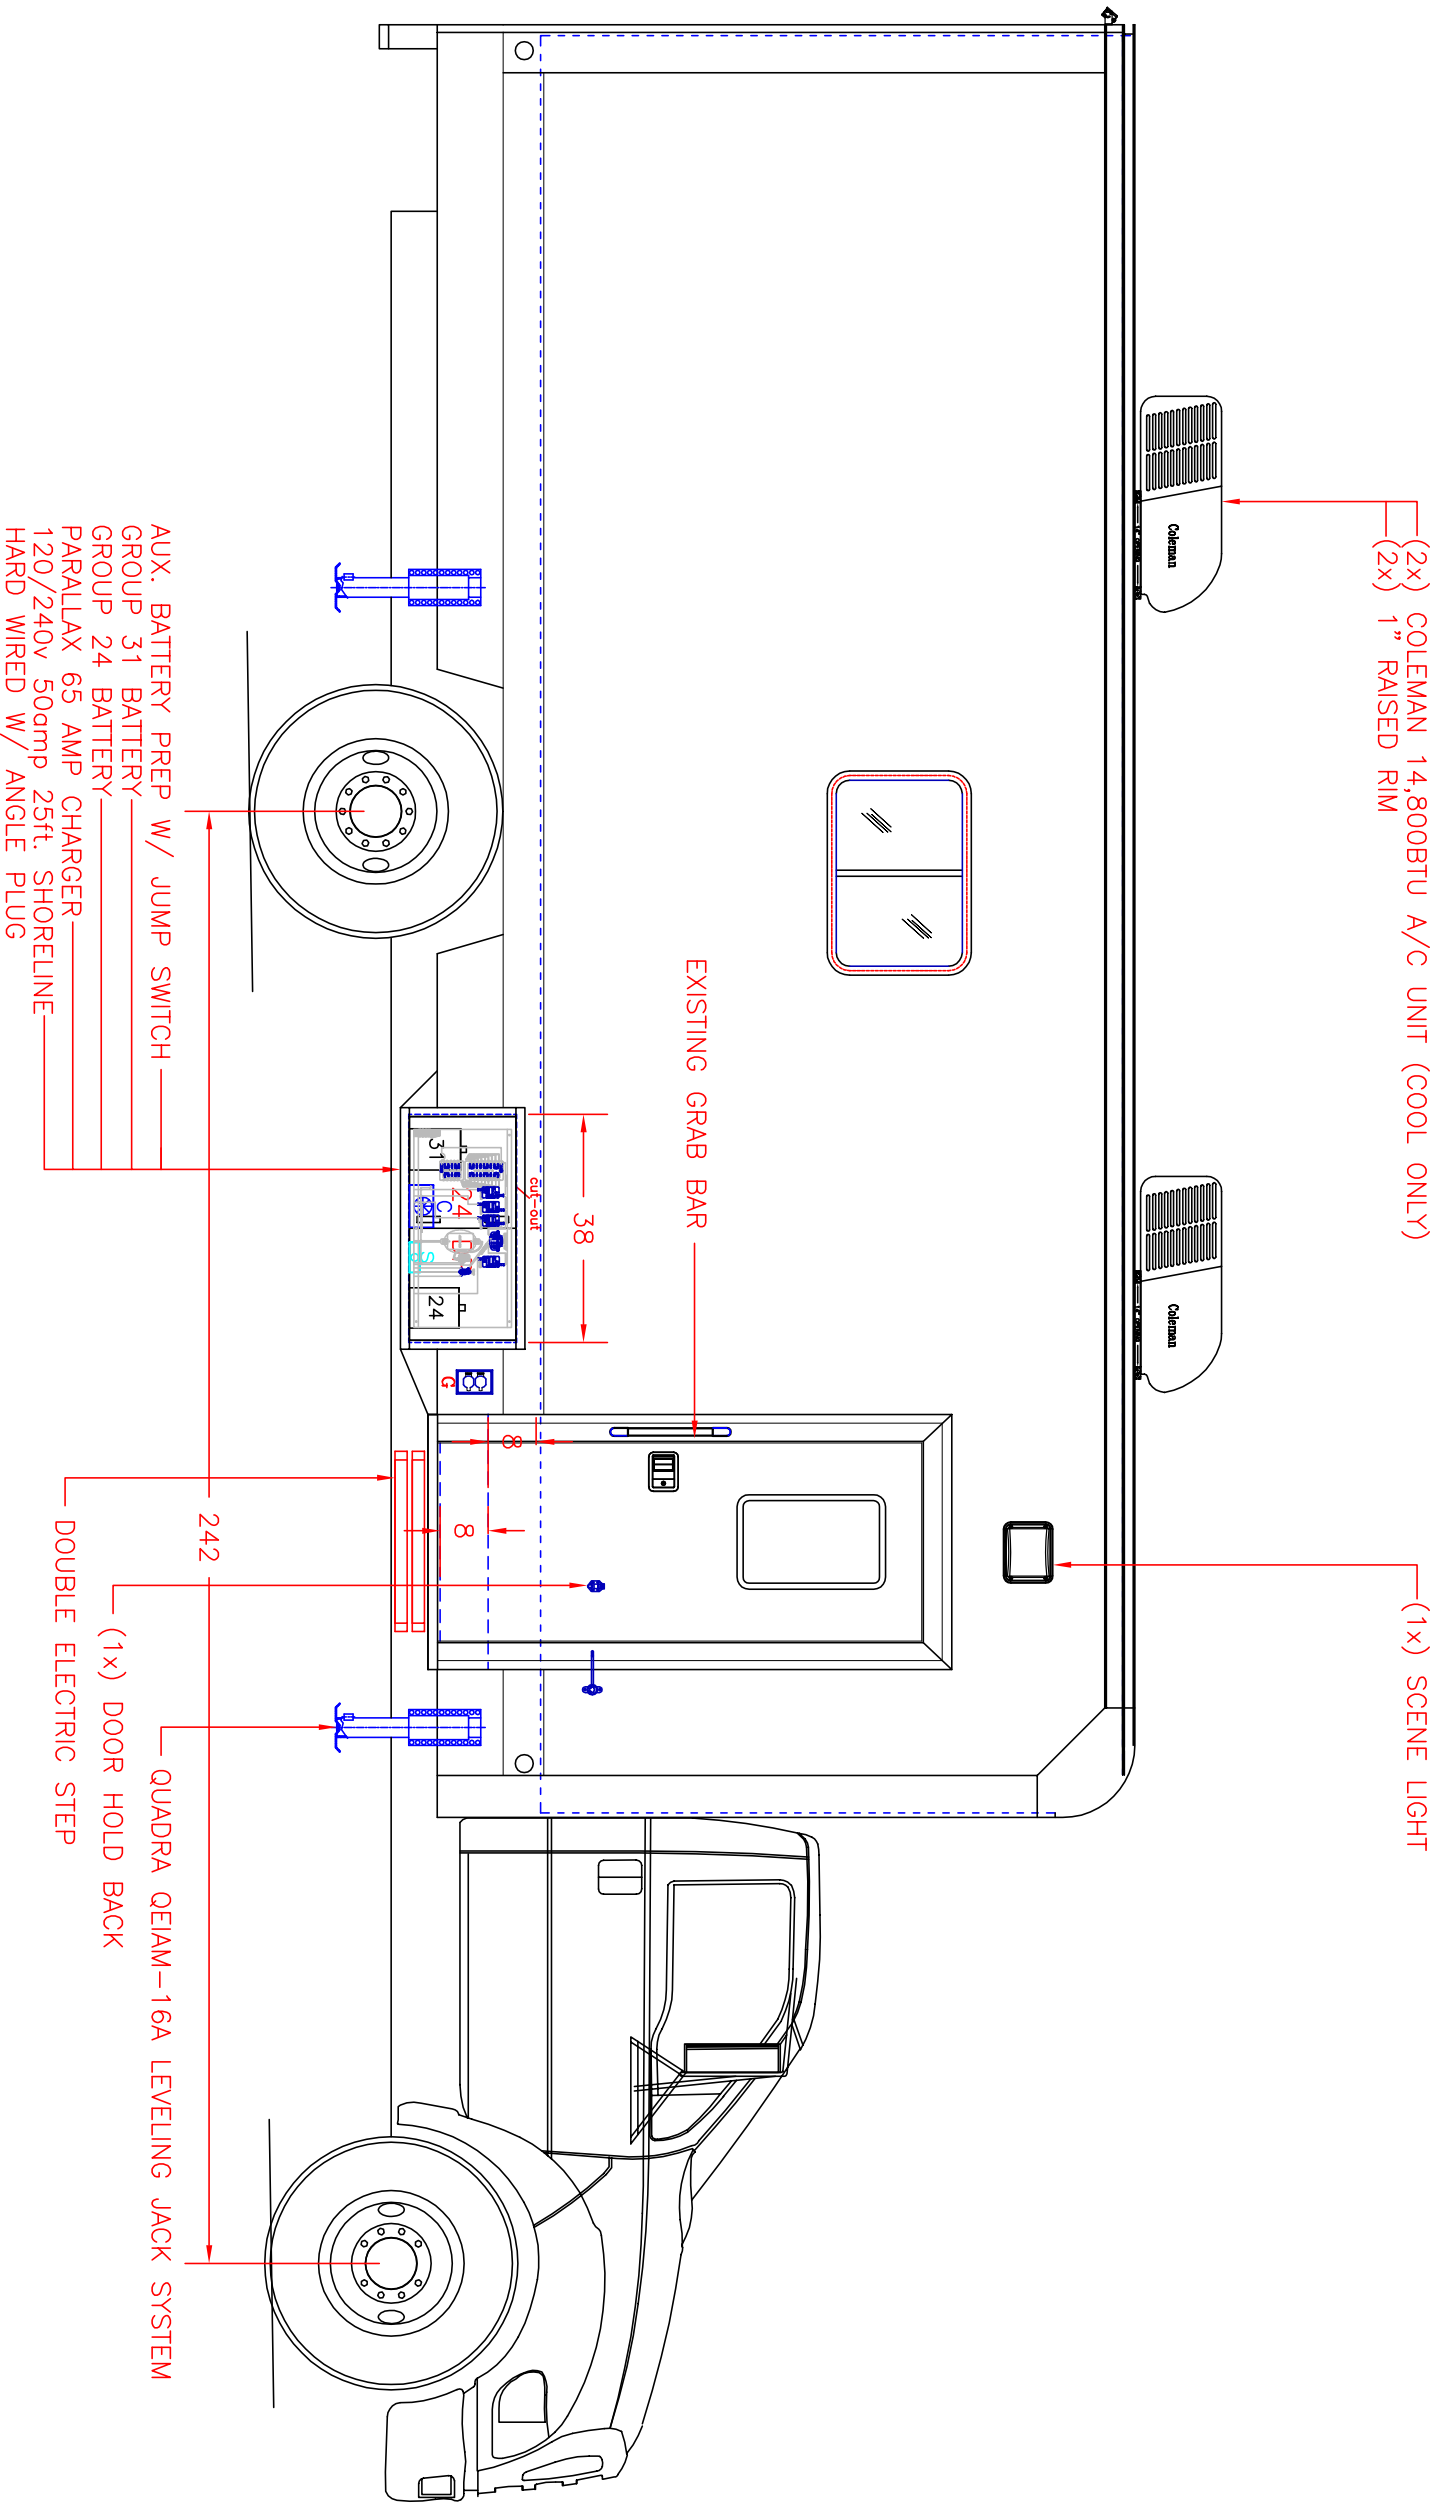 (2x) COLEMAN 14,800BTU A/C UNIT (COOL ONLY)
(2x) 1" RAISED RIM
(1x) SCENE LIGHT
Coleman
Coleman
EXISTING GRAB BAR
38
cut-out
31
24
C
24
G
8
8
242
AUX. BATTERY PREP W/ JUMP SWITCH
GROUP 31 BATTERY
GROUP 24 BATTERY
PARALLAX 65 AMP CHARGER
120/240v 50amp 25ft. SHORELINE
HARD WIRED W/ ANGLE PLUG
QUADRA QEIAM-16A LEVELING JACK SYSTEM
(1x) DOOR HOLD BACK
DOUBLE ELECTRIC STEP